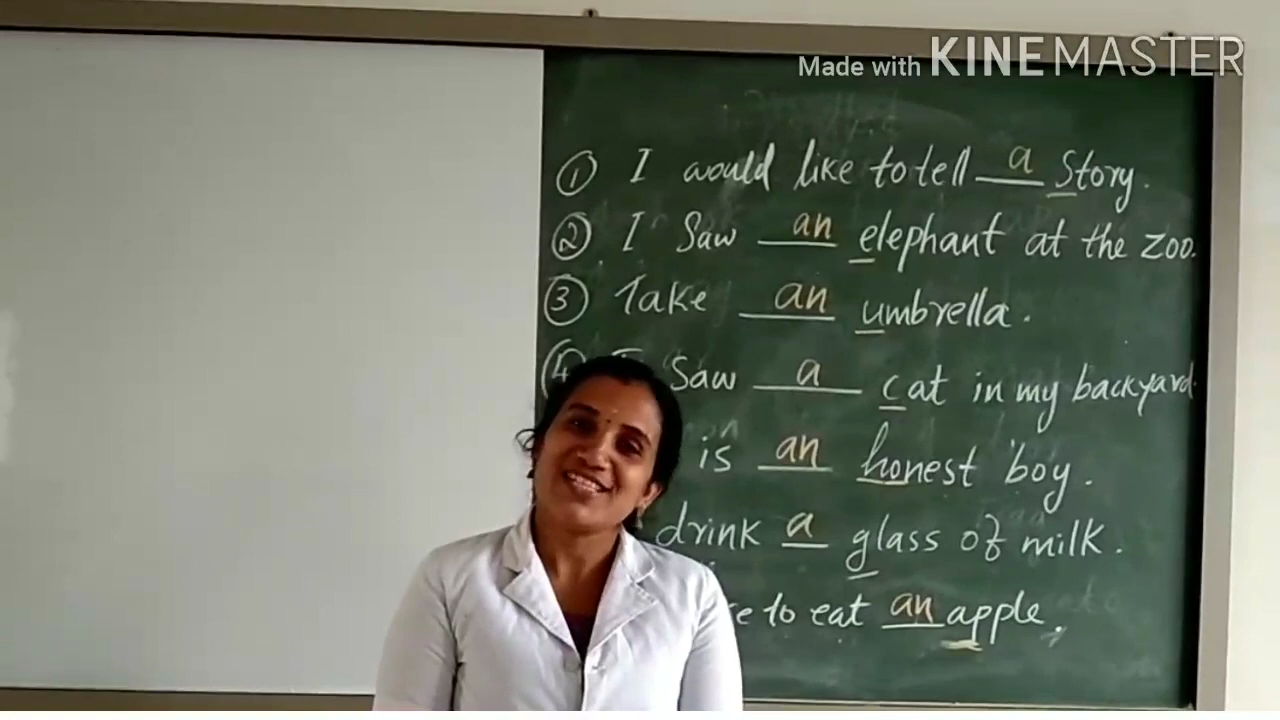 Made with KINEMASTER
① I would like to tell a Story.
② I Saw an elephant at the zoo.
③ Take an umbrella.
④ Saw a cat in my backyard.
is an honest boy.
drink a glass of milk.
to eat an apple.